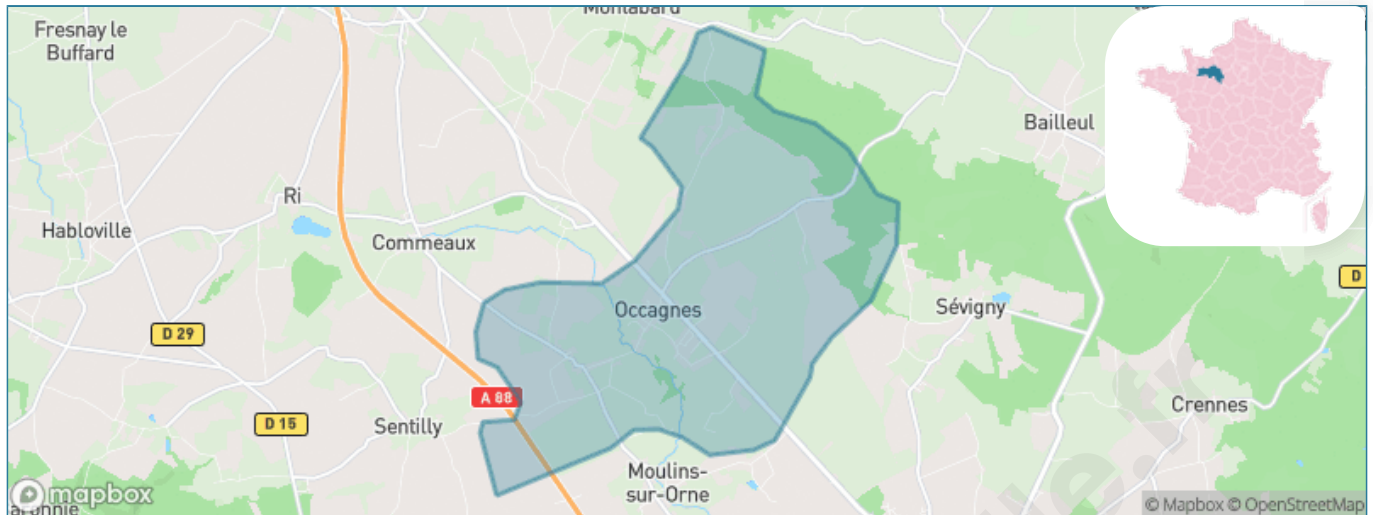 Montabard
Fresnay le
Buffard
Bailleul
Ri
Habloville
Commeaux
D
Occagnes
Sévigny
D 29
A 88
Crennes
D 15
Sentilly
Moulins-
sur-Orne
mapbox
© Mapbox © OpenStreetMap